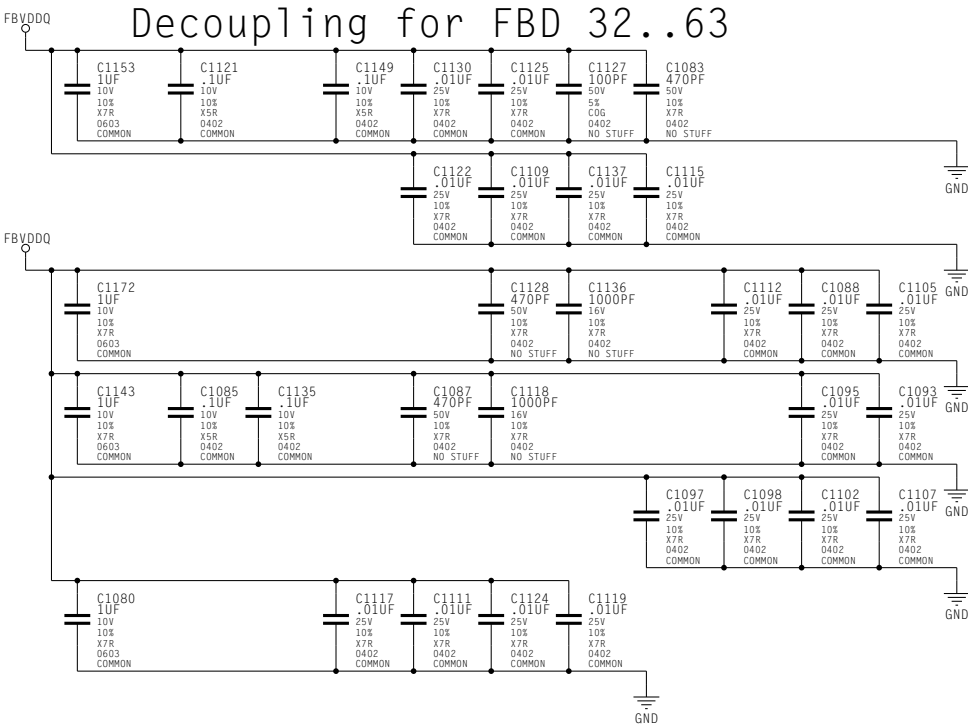 Decoupling for FBD 32..63
FBVDDQ
C1153
1UF
10V
10%
X7R
0603
COMMON
C1121
.1UF
10V
10%
X5R
0402
COMMON
C1149
.1UF
10V
10%
X5R
0402
COMMON
C1130
.01UF
25V
10%
X7R
0402
COMMON
C1125
.01UF
25V
10%
X7R
0402
COMMON
C1127
100PF
50V
5%
COG
0402
NO STUFF
C1083
470PF
50V
10%
X7R
0402
NO STUFF
GND
C1122
.01UF
25V
10%
X7R
0402
COMMON
C1109
.01UF
25V
10%
X7R
0402
COMMON
C1137
.01UF
25V
10%
X7R
0402
COMMON
C1115
.01UF
25V
10%
X7R
0402
COMMON
GND
FBVDDQ
C1172
1UF
10V
10%
X7R
0603
COMMON
C1128
470PF
50V
10%
X7R
0402
NO STUFF
C1136
1000PF
16V
10%
X7R
0402
NO STUFF
C1112
.01UF
25V
10%
X7R
0402
COMMON
C1088
.01UF
25V
10%
X7R
0402
COMMON
C1105
.01UF
25V
10%
X7R
0402
COMMON
GND
C1143
1UF
10V
10%
X7R
0603
COMMON
C1085
.1UF
10V
10%
X5R
0402
COMMON
C1135
.1UF
10V
10%
X5R
0402
COMMON
C1087
470PF
50V
10%
X7R
0402
NO STUFF
C1118
1000PF
16V
10%
X7R
0402
NO STUFF
C1095
.01UF
25V
10%
X7R
0402
COMMON
C1093
.01UF
25V
10%
X7R
0402
COMMON
GND
C1097
.01UF
25V
10%
X7R
0402
COMMON
C1098
.01UF
25V
10%
X7R
0402
COMMON
C1102
.01UF
25V
10%
X7R
0402
COMMON
C1107
.01UF
25V
10%
X7R
0402
COMMON
GND
C1080
1UF
10V
10%
X7R
0603
COMMON
C1117
.01UF
25V
10%
X7R
0402
COMMON
C1111
.01UF
25V
10%
X7R
0402
COMMON
C1124
.01UF
25V
10%
X7R
0402
COMMON
C1119
.01UF
25V
10%
X7R
0402
COMMON
GND